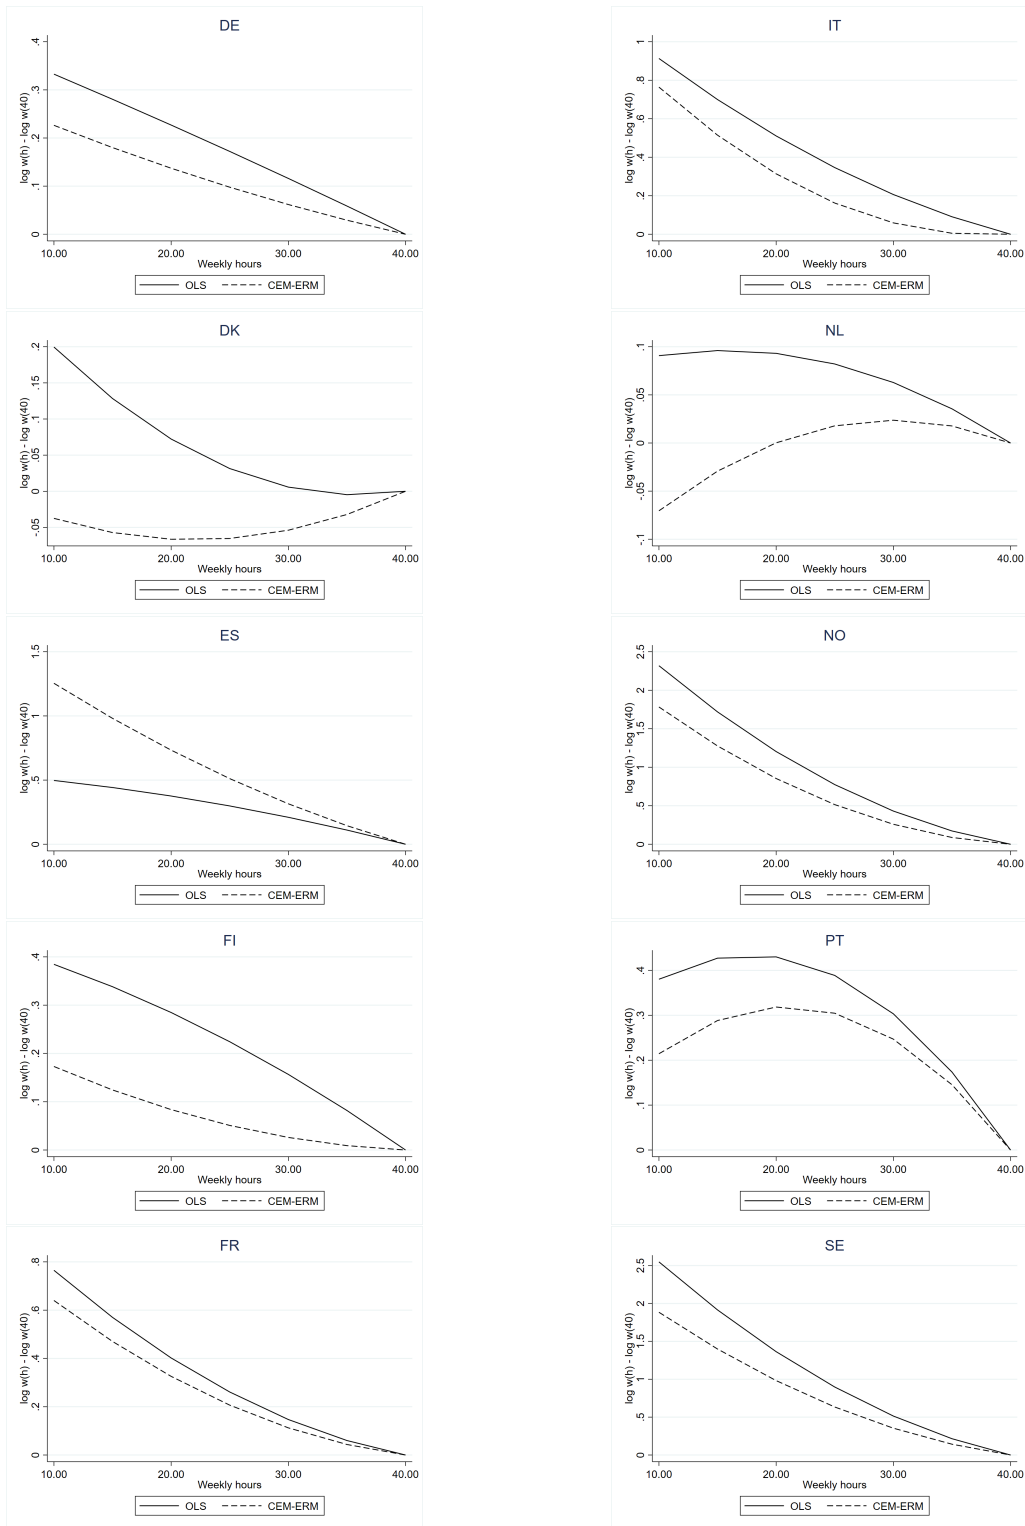 DE
log w(h) - log w(40)
.4
.3
.2
.1
0
10.00 20.00 30.00 40.00
Weekly hours
OLS CEM-ERM
IT
log w(h) - log w(40)
1
.8
.6
.4
.2
0
10.00 20.00 30.00 40.00
Weekly hours
OLS CEM-ERM
DK
log w(h) - log w(40)
.2
.15
.1
.05
0
-.05
10.00 20.00 30.00 40.00
Weekly hours
OLS CEM-ERM
NL
log w(h) - log w(40)
.1
.05
0
-.05
-.1
10.00 20.00 30.00 40.00
Weekly hours
OLS CEM-ERM
ES
log w(h) - log w(40)
1.5
1
.5
0
10.00 20.00 30.00 40.00
Weekly hours
OLS CEM-ERM
NO
log w(h) - log w(40)
2.5
2
1.5
1
.5
0
10.00 20.00 30.00 40.00
Weekly hours
OLS CEM-ERM
FI
log w(h) - log w(40)
.4
.3
.2
.1
0
10.00 20.00 30.00 40.00
Weekly hours
OLS CEM-ERM
PT
log w(h) - log w(40)
.4
.3
.2
.1
0
10.00 20.00 30.00 40.00
Weekly hours
OLS CEM-ERM
FR
log w(h) - log w(40)
.8
.6
.4
.2
0
10.00 20.00 30.00 40.00
Weekly hours
OLS CEM-ERM
SE
log w(h) - log w(40)
2.5
2
1.5
1
.5
0
10.00 20.00 30.00 40.00
Weekly hours
OLS CEM-ERM